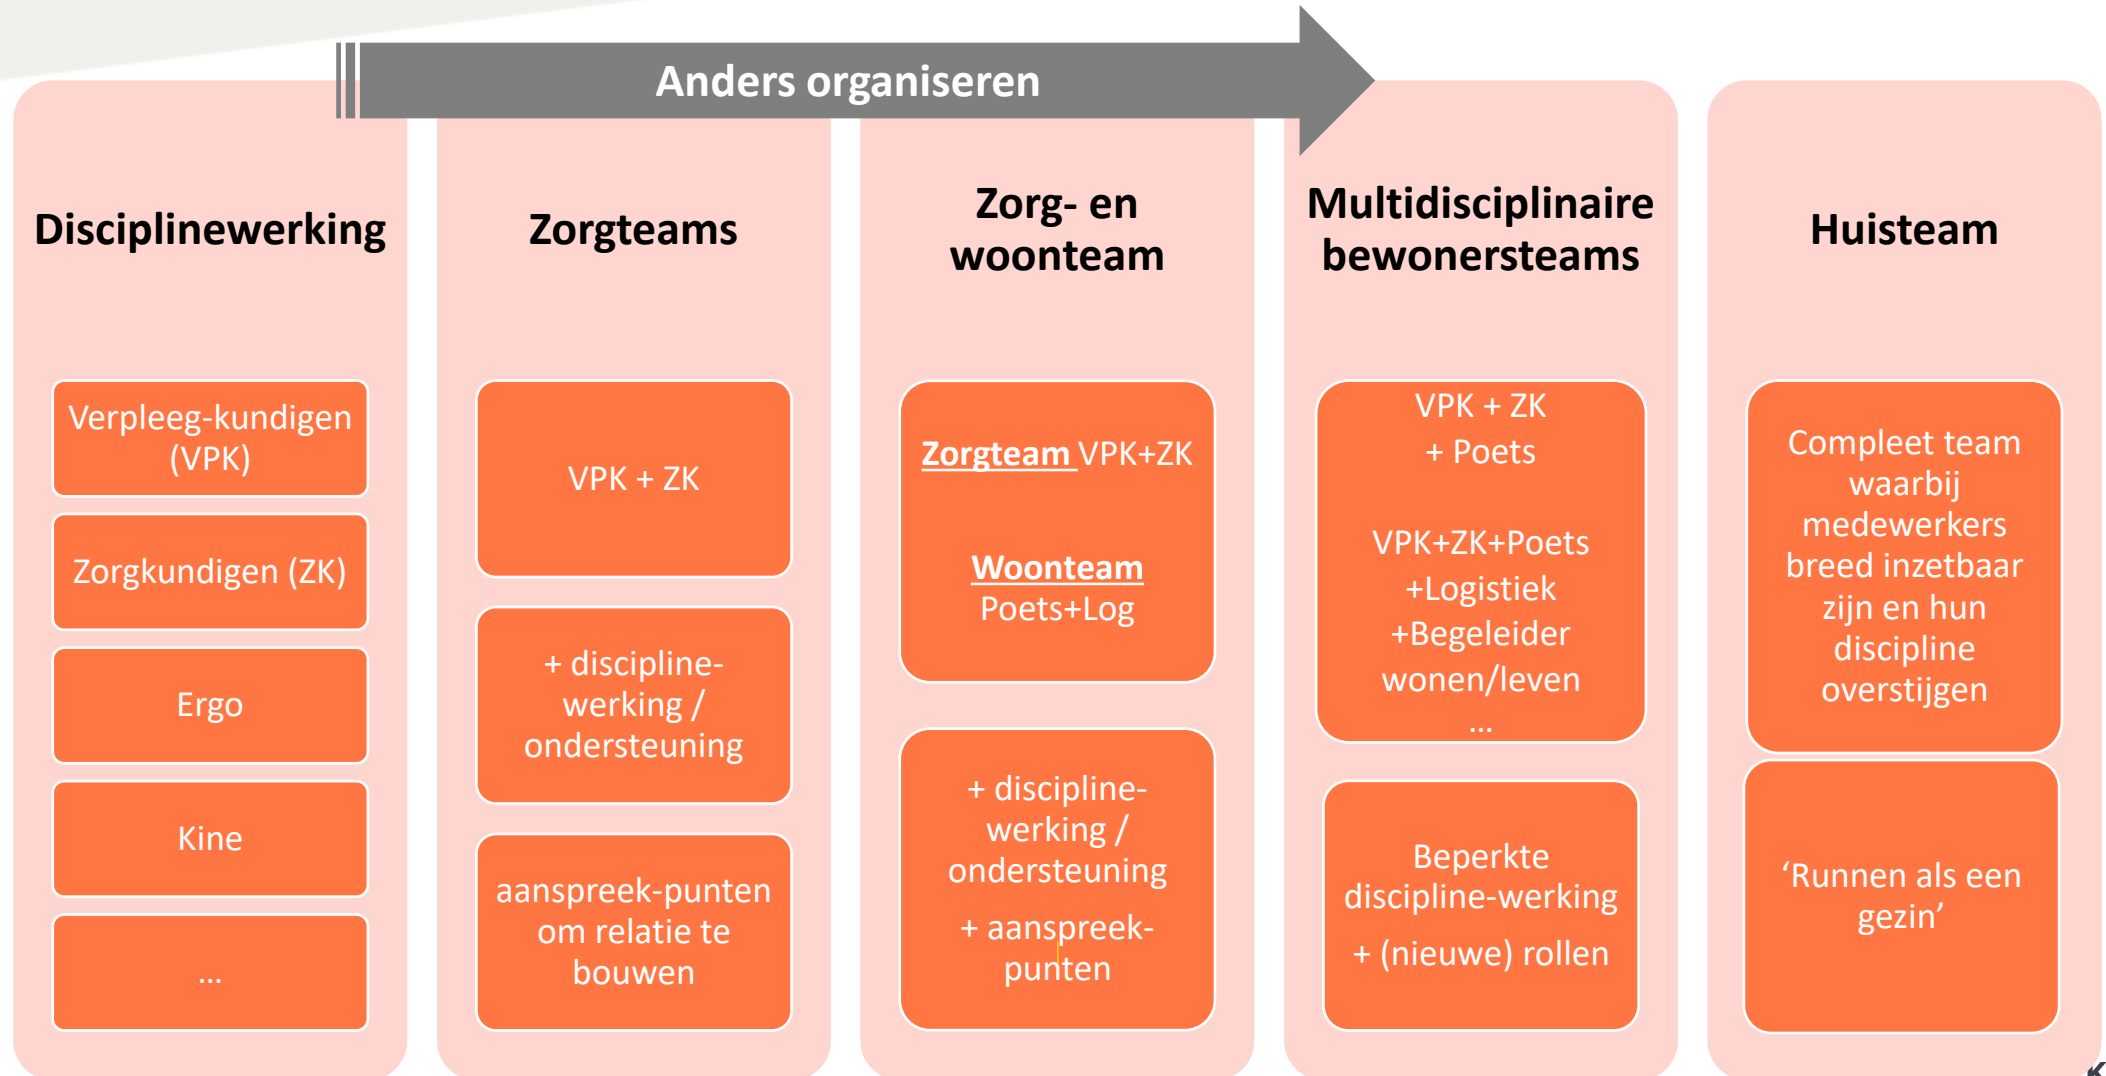 Anders organiseren
Disciplinewerking
Verpleeg-kundigen
(VPK)
Zorgkundigen (ZK)
Ergo
Kine
...
Zorgteams
VPK + ZK
+ discipline-
werking /
ondersteuning
aanspreek-punten
om relatie te
bouwen
Zorg- en
woonteam
Zorgteam VPK+ZK
Woonteam
Poets+Log
+ discipline-
werking /
ondersteuning
+ aanspreek-
punten
Multidisciplinaire
bewonersteams
VPK + ZK
+ Poets
VPK+ZK+Poets
+Logistiek
+Begeleider
wonen/leven
...
Beperkte
discipline-werking
+ (nieuwe) rollen
Huisteam
Compleet team
waarbij
medewerkers
breed inzetbaar
zijn en hun
discipline
overstijgen
‘Runnen als een
gezin’